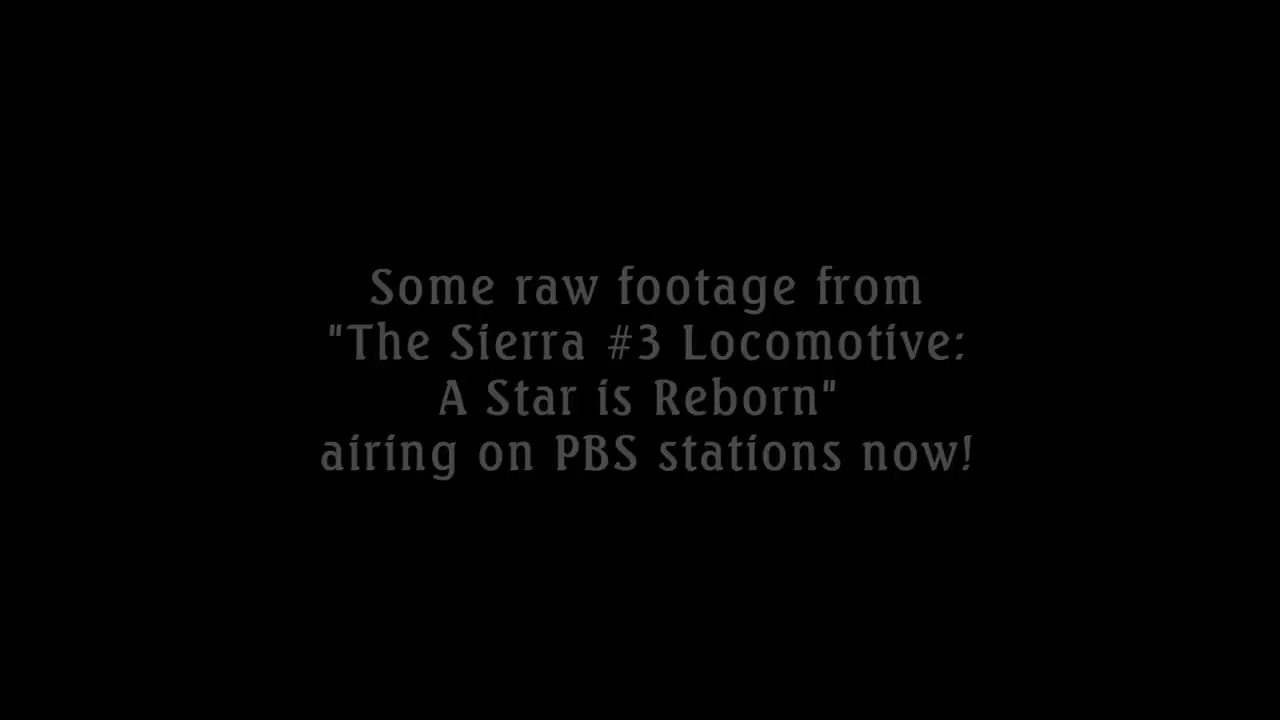 Some raw footage from
"The Sierra #3 Locomotive:
A Star is Reborn"
airing on PBS stations now!